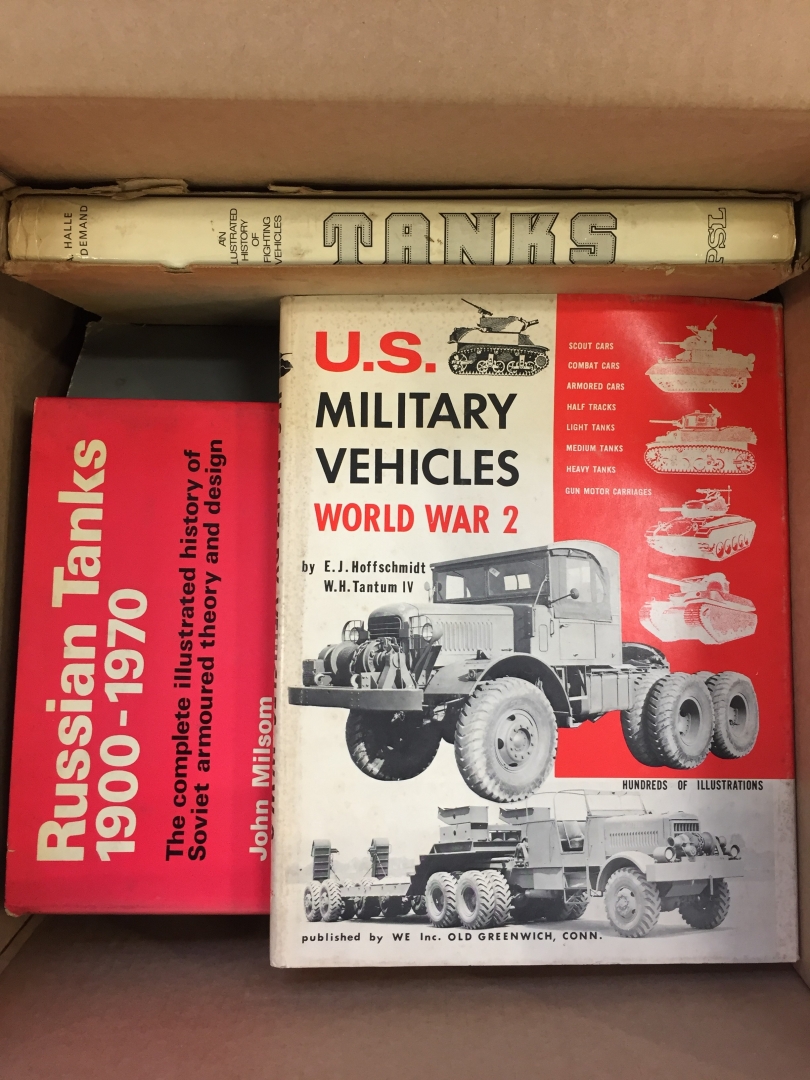 A. HALLE
DEMAND
AN
ILLUSTRATED
HISTORY
OF
FIGHTING
VEHICLES
TANKS
PSL
U.S.
MILITARY
VEHICLES
WORLD WAR 2
by E.J. Hoffschmidt
W.H. Tantum IV
SCOUT CARS
COMBAT CARS
ARMORED CARS
HALF TRACKS
LIGHT TANKS
MEDIUM TANKS
HEAVY TANKS
GUN MOTOR CARRIAGES
HUNDREDS OF ILLUSTRATIONS
published by WE Inc. OLD GREENWICH, CONN.
Russian Tanks
1900-1970
The complete illustrated history of
Soviet armoured theory and design
John Milsom